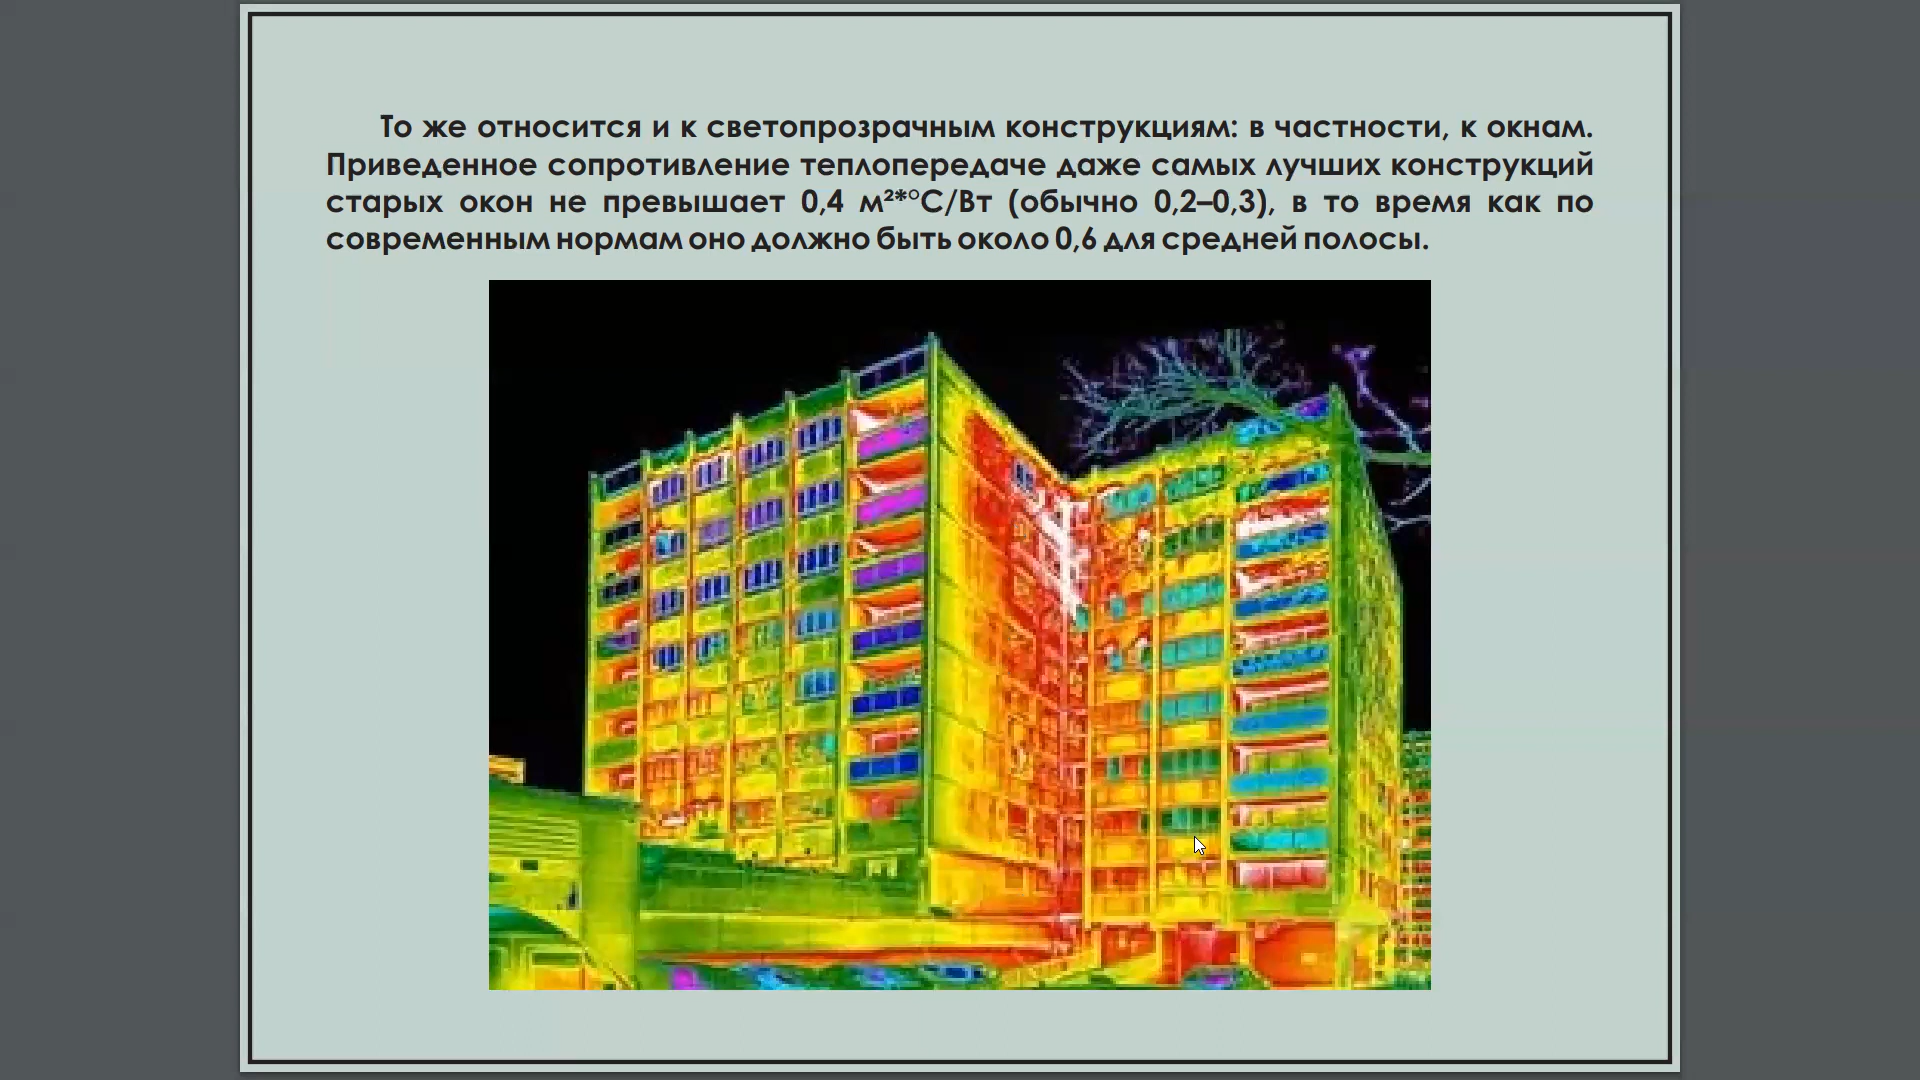 То же относится и к светопрозрачным конструкциям: в частности, к окнам.
Приведенное сопротивление теплопередаче даже самых лучших конструкций
старых окон не превышает 0,4 м²*°С/Вт (обычно 0,2–0,3), в то время как по
современным нормам оно должно быть около 0,6 для средней полосы.